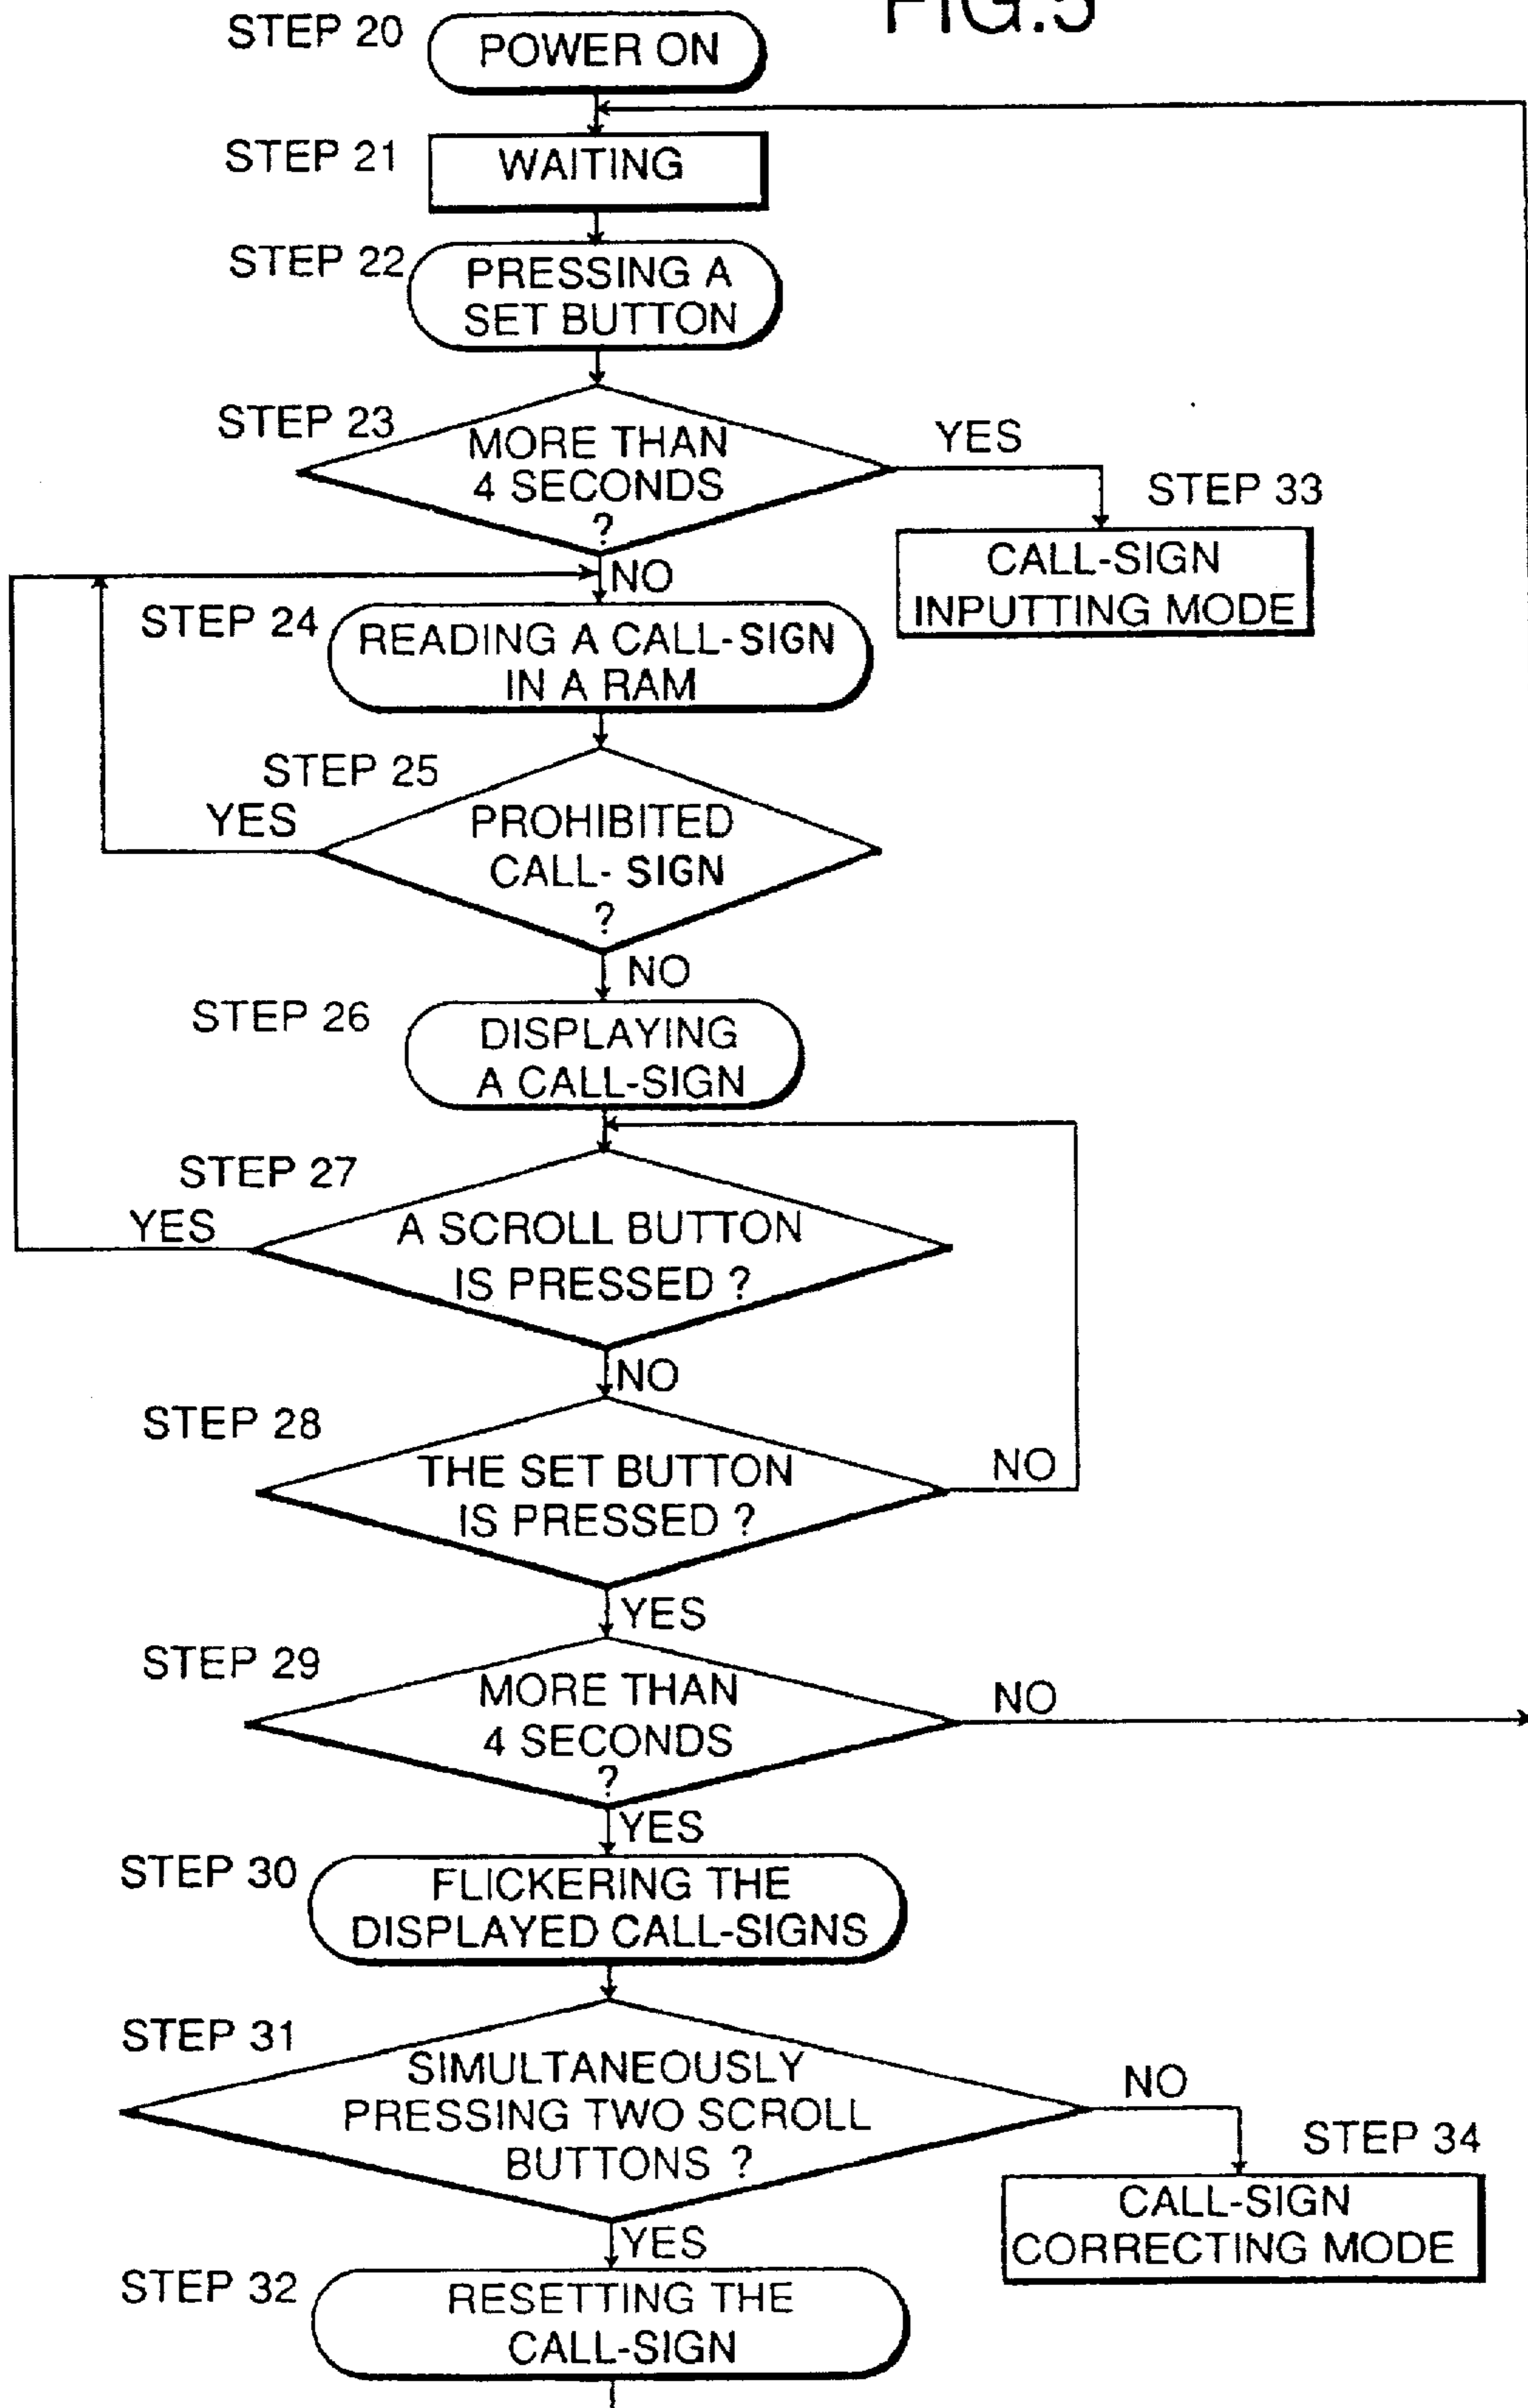 FIG.5
STEP 20
POWER ON
STEP 21
WAITING
STEP 22
PRESSING A
SET BUTTON
STEP 23
MORE THAN
4 SECONDS
?
YES
STEP 33
CALL-SIGN
INPUTTING MODE
NO
STEP 24
READING A CALL-SIGN
IN A RAM
STEP 25
YES
PROHIBITED
CALL- SIGN
?
NO
STEP 26
DISPLAYING
A CALL-SIGN
STEP 27
YES
A SCROLL BUTTON
IS PRESSED ?
NO
STEP 28
THE SET BUTTON
IS PRESSED ?
NO
YES
STEP 29
MORE THAN
4 SECONDS
?
NO
YES
STEP 30
FLICKERING THE
DISPLAYED CALL-SIGNS
STEP 31
SIMULTANEOUSLY
PRESSING TWO SCROLL
BUTTONS ?
NO
STEP 34
CALL-SIGN
CORRECTING MODE
YES
STEP 32
RESETTING THE
CALL-SIGN